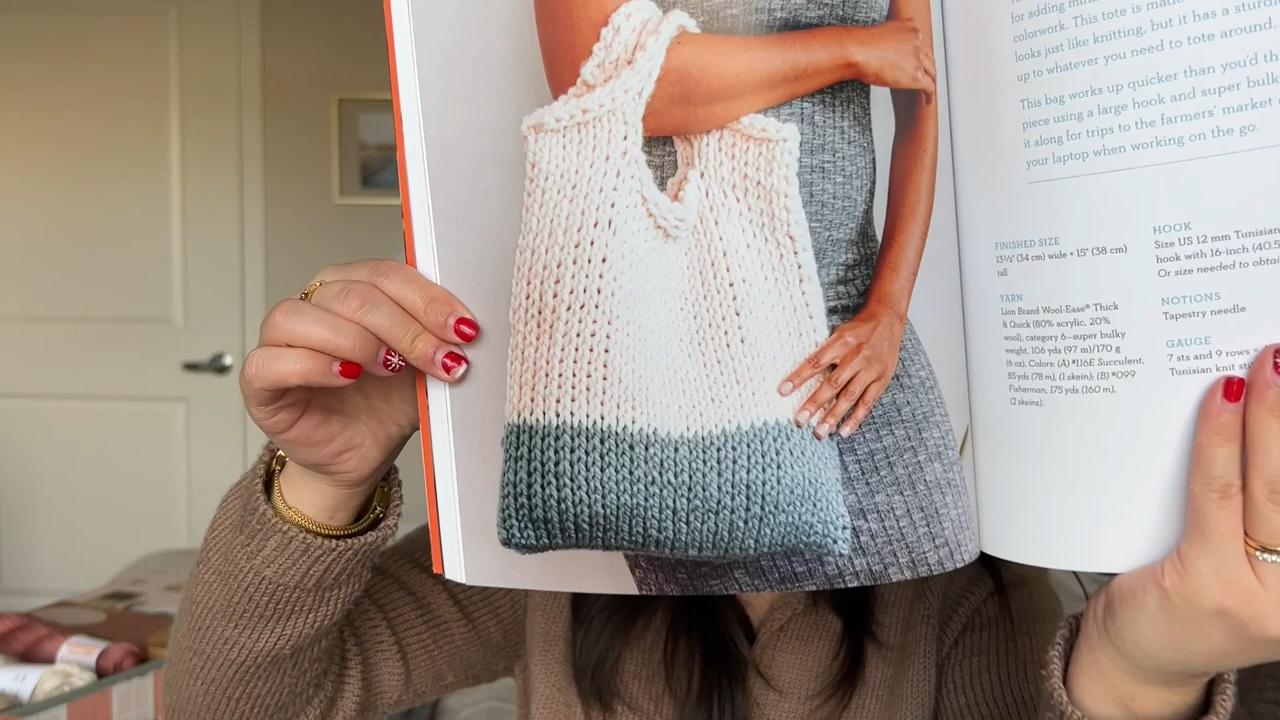 for adding
colorwork. This tote is made
looks just like knitting, but it has a sturd
up to whatever you need to tote around.
This bag works up quicker than you'd th
piece using a large hook and super bulk
it along for trips to the farmers' market
your laptop when working on the go.
FINISHED SIZE
13½" (34 cm) wide × 15" (38 cm)
tall
YARN
Lion Brand Wool-Ease® Thick
& Quick (80% acrylic, 20%
wool), category 6–super bulky
weight, 106 yds (97 m)/170 g
(6 oz). Colors: (A) #116E Succulent,
85 yds (78 m), (1 skein); (B) #099
Fisherman, 175 yds (160 m),
(2 skeins).
HOOK
Size US 12 mm Tunisian
hook with 16-inch (40.5
Or size needed to obtai
NOTIONS
Tapestry needle
GAUGE
7 sts and 9 rows
Tunisian knit sti